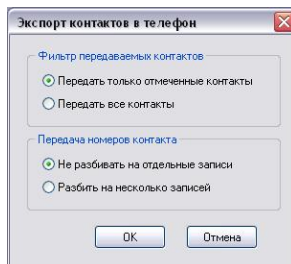 Экспорт контактов в телефон
Фильтр передаваемых контактов
Передать только отмеченные контакты
Передать все контакты
Передача номеров контакта
Не разбивать на отдельные записи
Разбить на несколько записей
OK
Отмена